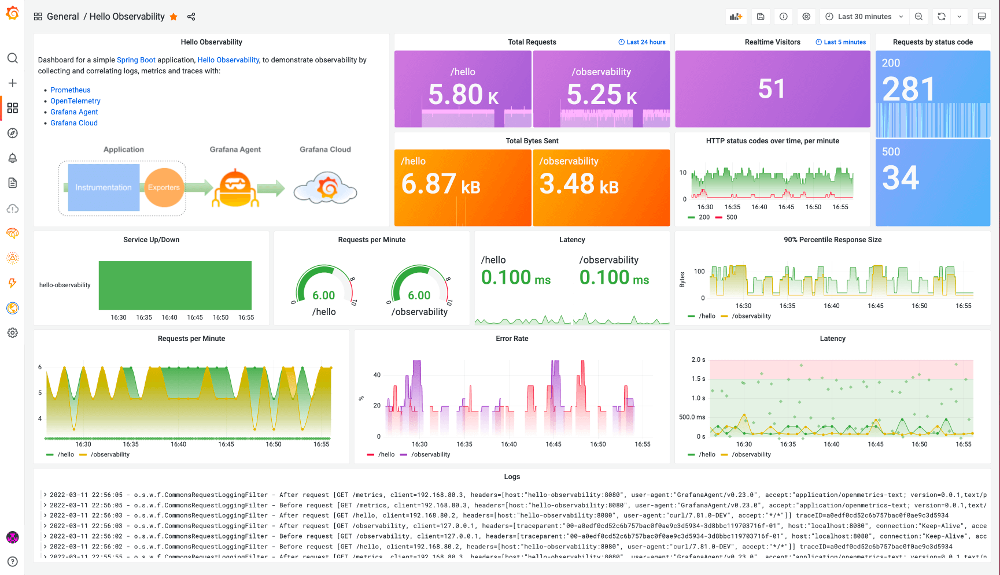 General / Hello Observability
Last 30 minutes
Hello Observability
Dashboard for a simple Spring Boot application, Hello Observability, to demonstrate observability by
collecting and correlating logs, metrics and traces with:
Prometheus
OpenTelemetry
Grafana Agent
Grafana Cloud
Application
Grafana Agent
Grafana Cloud
Instrumentation
Exporters
Total Requests
Last 24 hours
/hello
5.80 K
/observability
5.25 K
Realtime Visitors
Last 5 minutes
51
Requests by status code
200
281
500
34
Total Bytes Sent
/hello
6.87 kB
/observability
3.48 kB
HTTP status codes over time, per minute
10
0
16:30 16:35 16:40 16:45 16:50 16:55
200 500
Service Up/Down
hello-observability
16:30 16:35 16:40 16:45 16:50 16:55
Requests per Minute
0 8 10
6.00
/hello
0 8 10
6.00
/observability
Latency
/hello
0.100 ms
/observability
0.100 ms
90% Percentile Response Size
Bytes
100
0
16:30 16:35 16:40 16:45 16:50 16:55
/hello /observability
Requests per Minute
6
5
4
16:30 16:35 16:40 16:45 16:50 16:55
/hello /observability
Error Rate
%
40
20
0
16:30 16:35 16:40 16:45 16:50 16:55
/hello /observability
Latency
2.0 s
1.5 s
1.0 s
500.0 ms
0 s
16:30 16:35 16:40 16:45 16:50 16:55
/hello /observability
Logs
2022-03-11 22:56:05 - o.s.w.f.CommonsRequestLoggingFilter - After request [GET /metrics, client=192.168.80.3, headers=[host:"hello-observability:8080", user-agent:"GrafanaAgent/v0.23.0", accept:"application/openmetrics-text; version=0.0.1,text/p
2022-03-11 22:56:05 - o.s.w.f.CommonsRequestLoggingFilter - Before request [GET /metrics, client=192.168.80.3, headers=[host:"hello-observability:8080", user-agent:"GrafanaAgent/v0.23.0", accept:"application/openmetrics-text; version=0.0.1,text/
2022-03-11 22:56:03 - o.s.w.f.CommonsRequestLoggingFilter - After request [GET /hello, client=192.168.80.2, headers=[host:"hello-observability:8080", user-agent:"curl/7.81.0-DEV", accept:"*/*"]] traceID=a0edf0cd52c6b757bac0f0ae9c3d5934
2022-03-11 22:56:03 - o.s.w.f.CommonsRequestLoggingFilter - After request [GET /observability, client=127.0.0.1, headers=[traceparent:"00-a0edf0cd52c6b757bac0f0ae9c3d5934-3d8bbc119703716f-01", host:"localhost:8080", connection:"Keep-Alive", acce
2022-03-11 22:56:02 - o.s.w.f.CommonsRequestLoggingFilter - Before request [GET /observability, client=127.0.0.1, headers=[traceparent:"00-a0edf0cd52c6b757bac0f0ae9c3d5934-3d8bbc119703716f-01", host:"localhost:8080", connection:"Keep-Alive", acc
2022-03-11 22:56:02 - o.s.w.f.CommonsRequestLoggingFilter - Before request [GET /hello, client=192.168.80.2, headers=[host:"hello-observability:8080", user-agent:"curl/7.81.0-DEV", accept:"*/*"]] traceID=a0edf0cd52c6b757bac0f0ae9c3d5934
2022-03-11 22:55:55 - o.s.w.f.CommonsRequestLoggingFilter - After request [GET /metrics, client=192.168.80.3, headers=[host:"hello-observability:8080", user-agent:"GrafanaAgent/v0.23.0", accept:"application/openmetrics-text; version=0.0.1,text/p